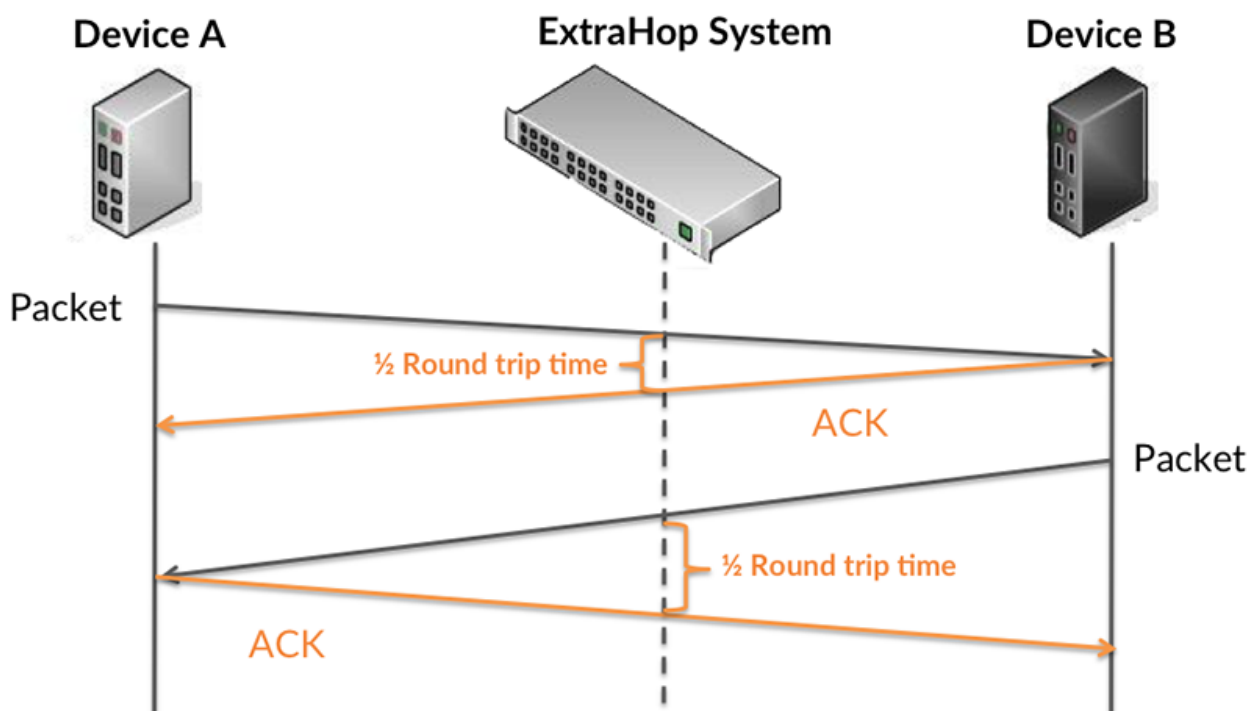 Device A
ExtraHop System
Device B
Packet
½ Round trip time
ACK
Packet
½ Round trip time
ACK